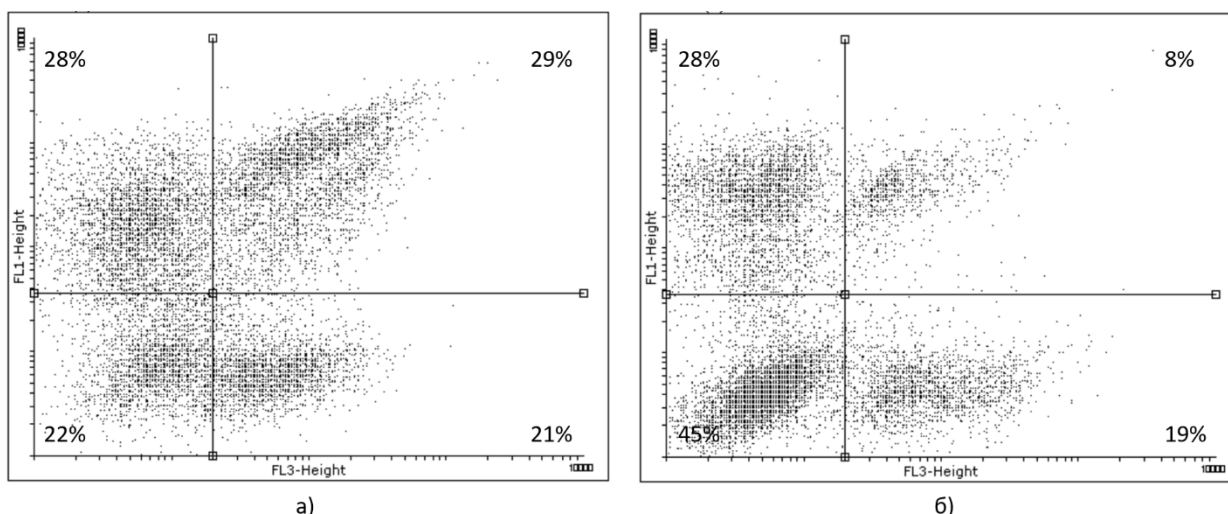 28% 29%
FL1-Height
22% 21%
FL3-Height
а)
28% 8%
FL1-Height
45% 19%
FL3-Height
б)